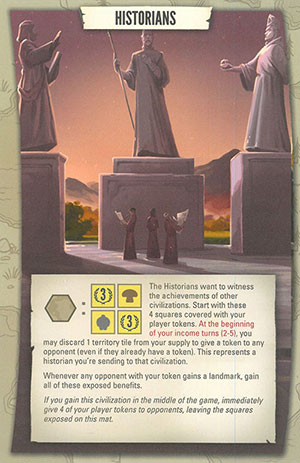 HISTORIANS
3
3
The Historians want to witness
the achievements of other
civilizations. Start with these
4 squares covered with your
player tokens. At the beginning
of your income turns (2-5), you
may discard 1 territory tile from your supply to give a token to any
opponent (even if they already have a token). This represents a
historian you're sending to that civilization.
Whenever any opponent with your token gains a landmark, gain
all of these exposed benefits.
If you gain this civilization in the middle of the game, immediately
give 4 of your player tokens to opponents, leaving the squares
exposed on this mat.